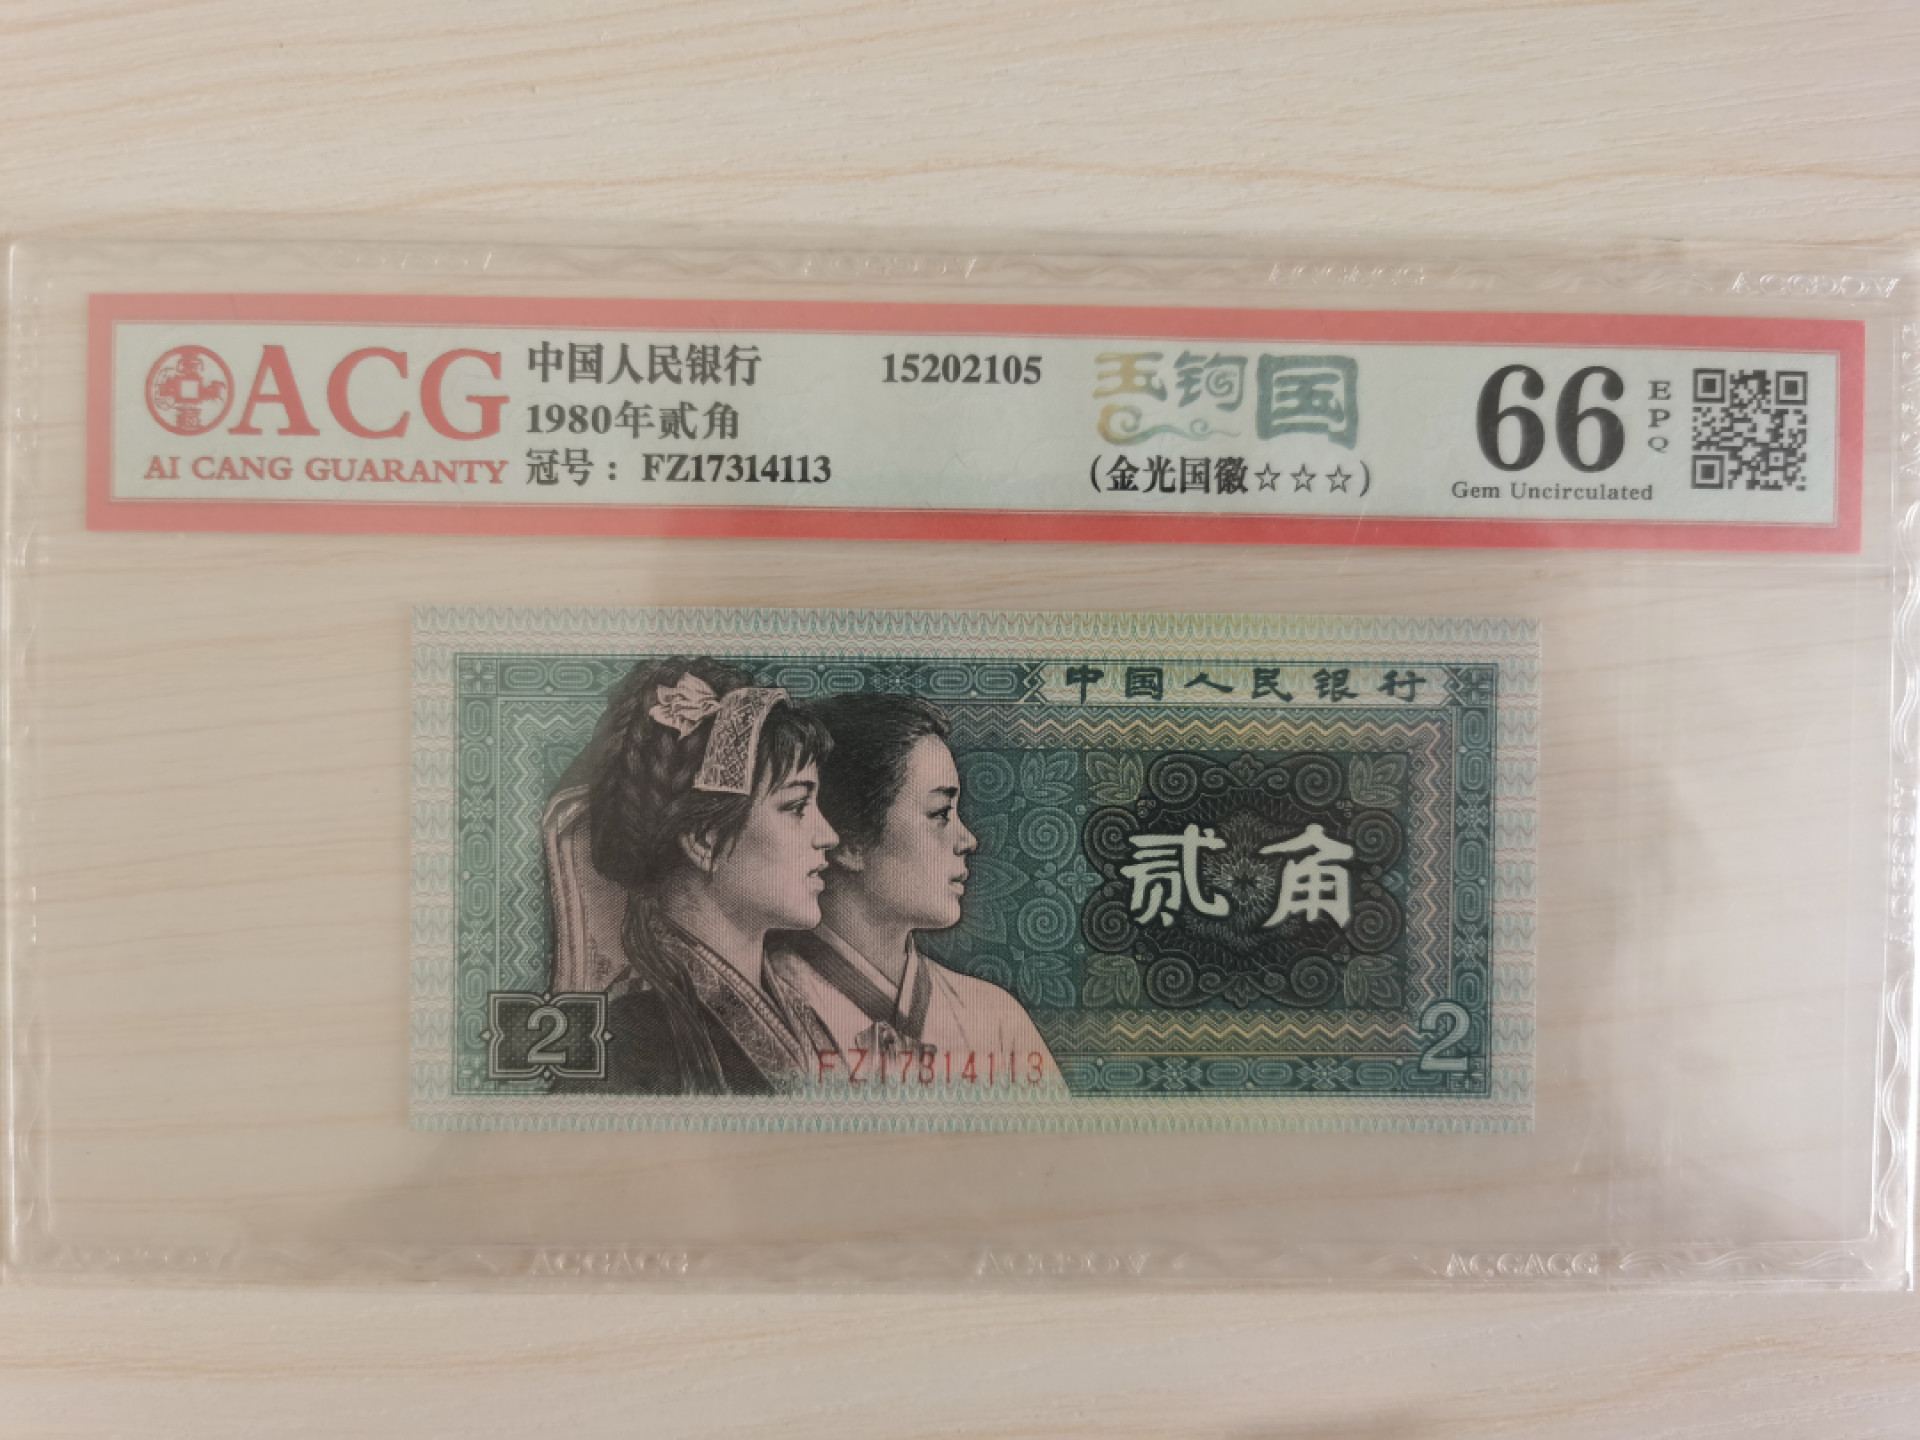 ACG
AI CANG GUARANTY
中国人民银行
1980年贰角
冠号：FZ17314113
15202105
玉钩国
(金光国徽☆☆☆)
66
EPQ
Gem Uncirculated
中国人民银行
贰角
2
2
FZ17314113
ACGACG
ACGACG